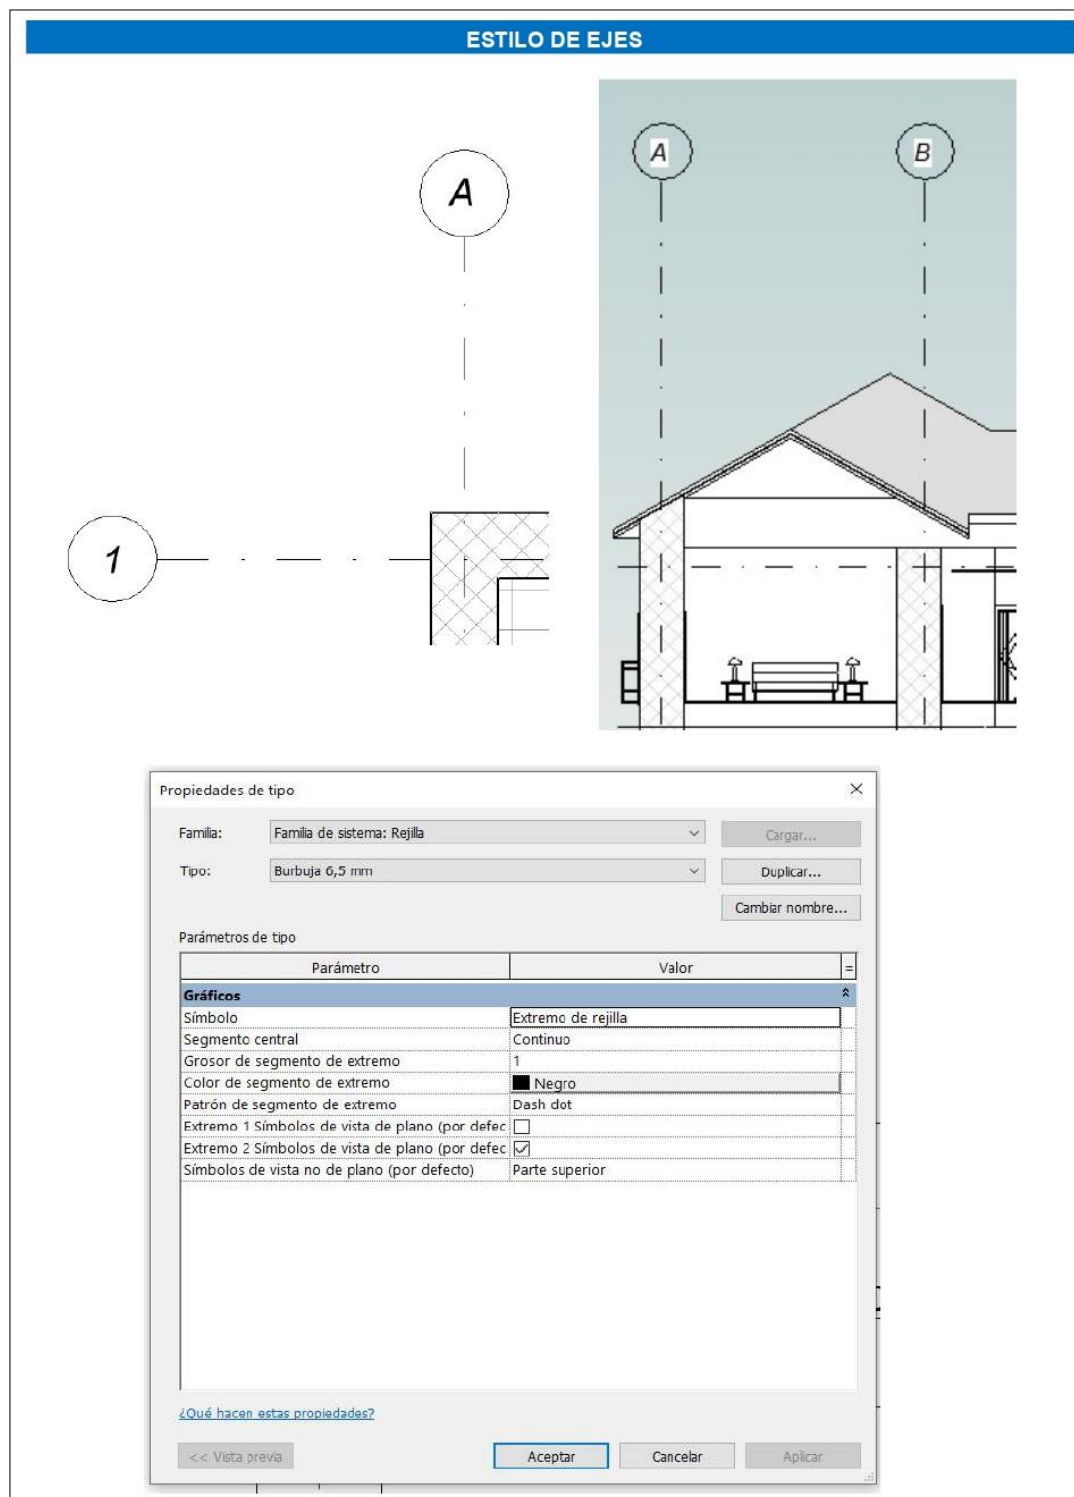 ESTILO DE EJES
A
A
B
1
Propiedades de tipo
Familia:
Familia de sistema: Rejilla
Cargar...
Tipo:
Burbuja 6,5 mm
Duplicar...
Cambiar nombre...
Parámetros de tipo
Parámetro
Valor
=
Gráficos
Símbolo
Extremo de rejilla
Segmento central
Continuo
Grosor de segmento de extremo
1
Color de segmento de extremo
Negro
Patrón de segmento de extremo
Dash dot
Extremo 1 Símbolos de vista de plano (por defec
Extremo 2 Símbolos de vista de plano (por defec
Símbolos de vista no de plano (por defecto)
Parte superior
¿Qué hacen estas propiedades?
<< Vista previa
Aceptar
Cancelar
Aplicar